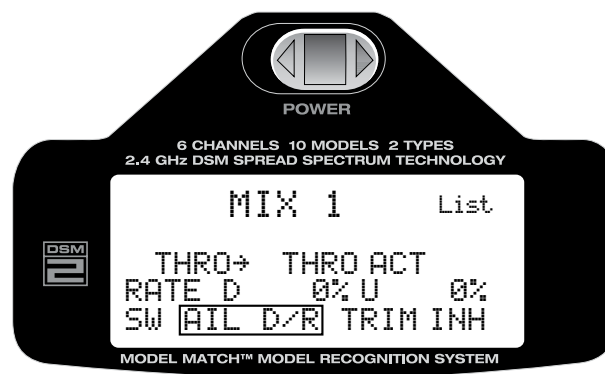 POWER
6 CHANNELS 10 MODELS 2 TYPES
2.4 GHz DSM SPREAD SPECTRUM TECHNOLOGY
MIX 1 List
DSM
2
THRO→ THRO ACT
RATE D 0% U 0%
SW AIL D/R TRIM INH
MODEL MATCH™ MODEL RECOGNITION SYSTEM